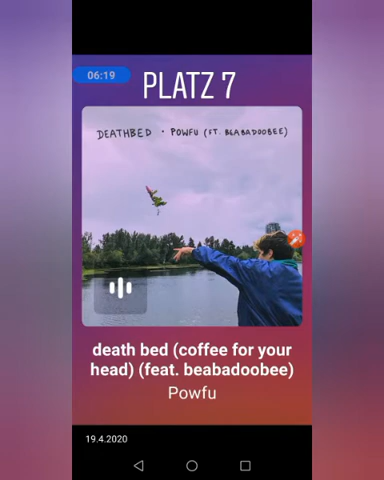 06:19
PLATZ 7
DEATHBED · POWFU (FT. BEABADOOBEE)
death bed (coffee for your
head) (feat. beabadoobee)
Powfu
19.4.2020